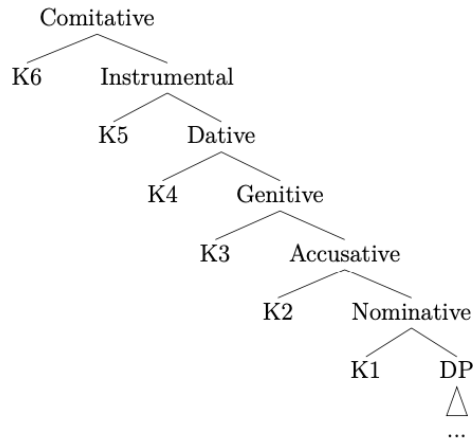 Comitative
K6 Instrumental
K5 Dative
K4 Genitive
K3 Accusative
K2 Nominative
K1 DP
...